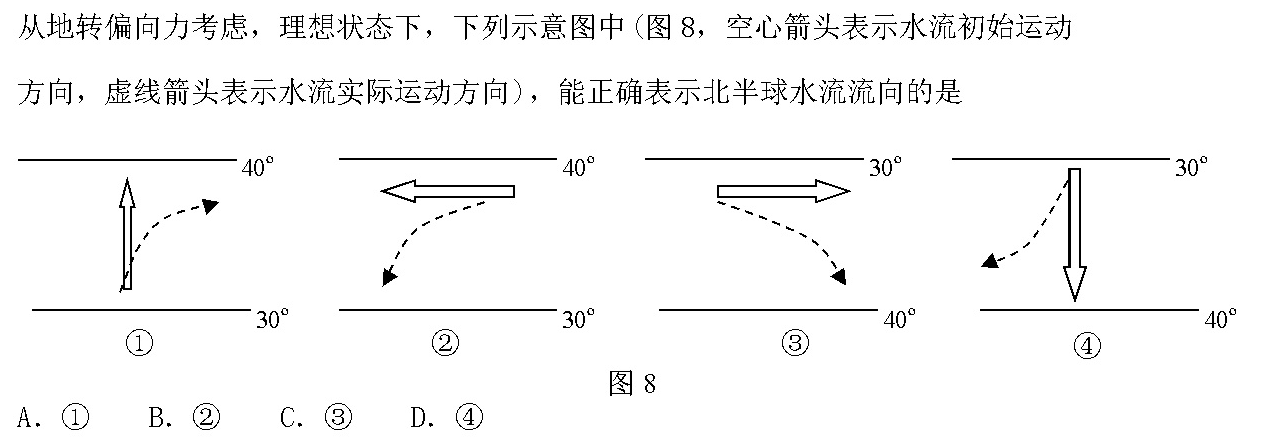 从地转偏向力考虑，理想状态下，下列示意图中(图8，空心箭头表示水流初始运动
方向，虚线箭头表示水流实际运动方向)，能正确表示北半球水流流向的是
40° 40° 30° 30°
30° 30° 40° 40°
① ② ③ ④
图 8
A. ① B. ② C. ③ D. ④